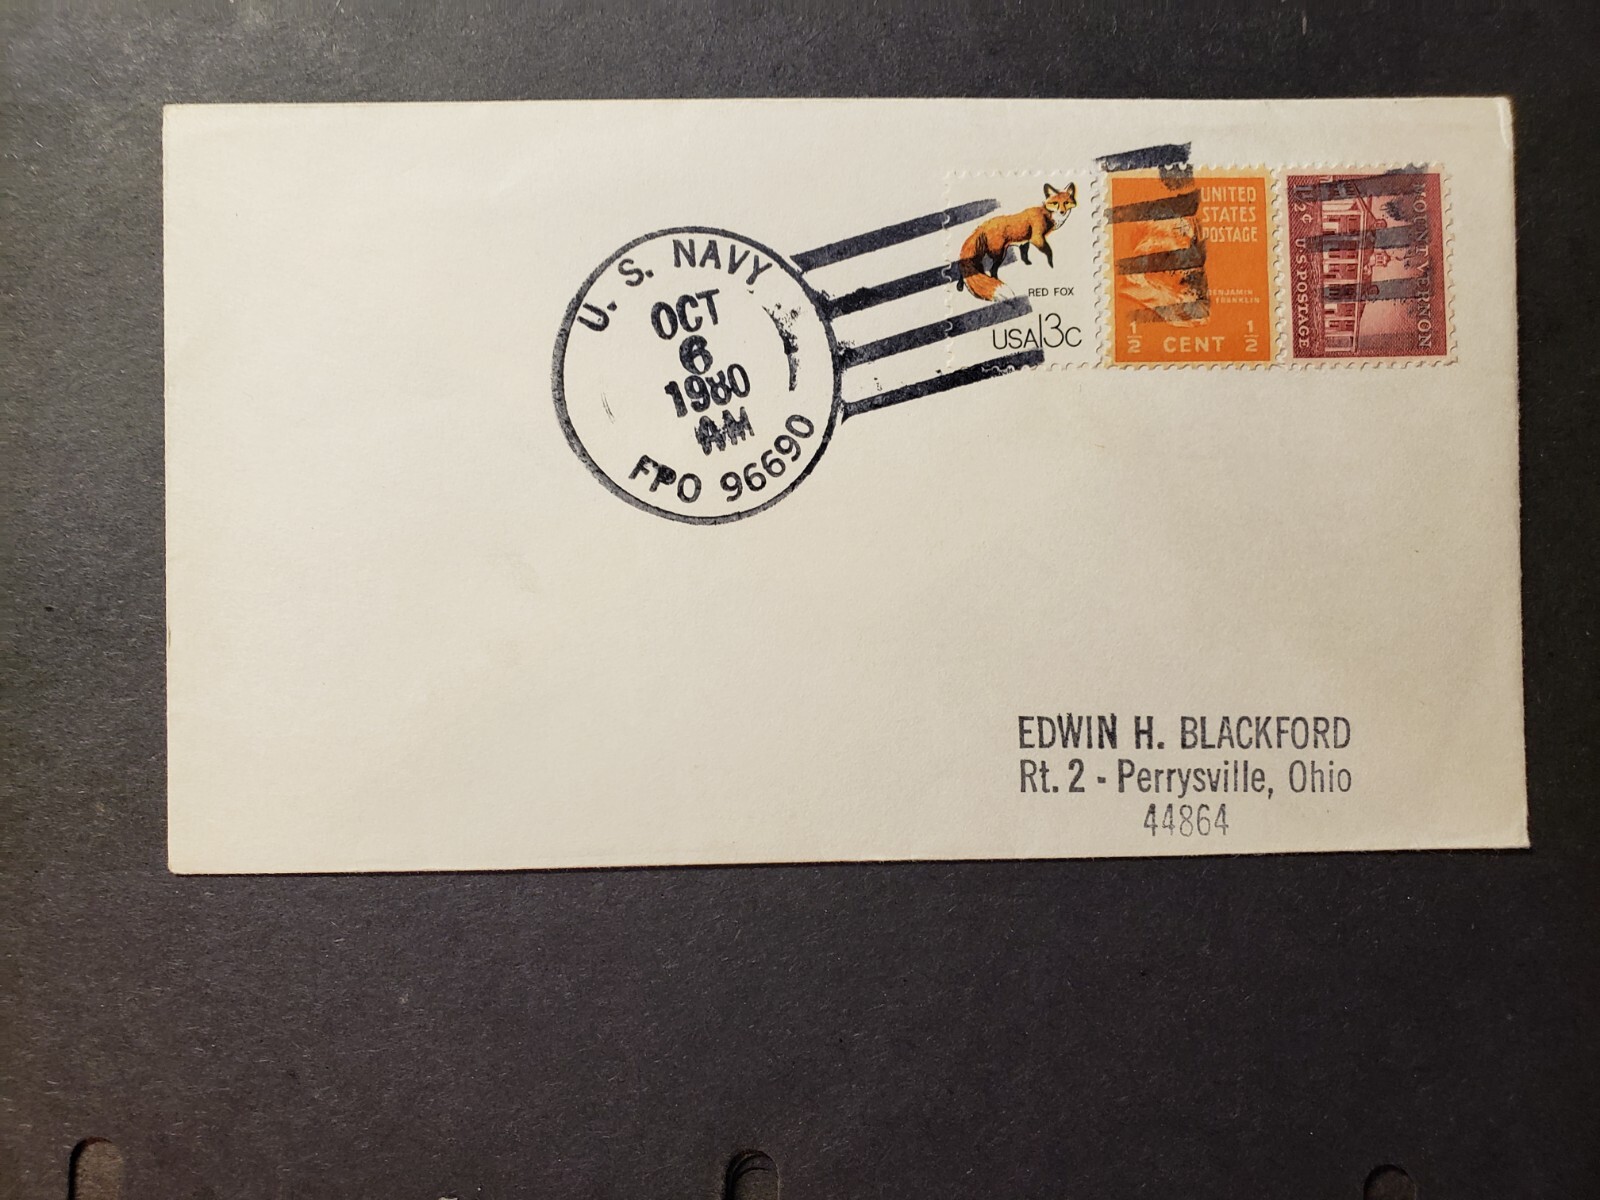 U. S. NAVY
OCT
6
1980
AM
FPO 96690
RED FOX
USA 13c
UNITED
STATES
POSTAGE
BENJAMIN
FRANKLIN
1/2 CENT 1/2
1 1/2 ¢ U·S·POSTAGE
MOUNT VERNON
EDWIN H. BLACKFORD
Rt. 2 - Perrysville, Ohio
44864